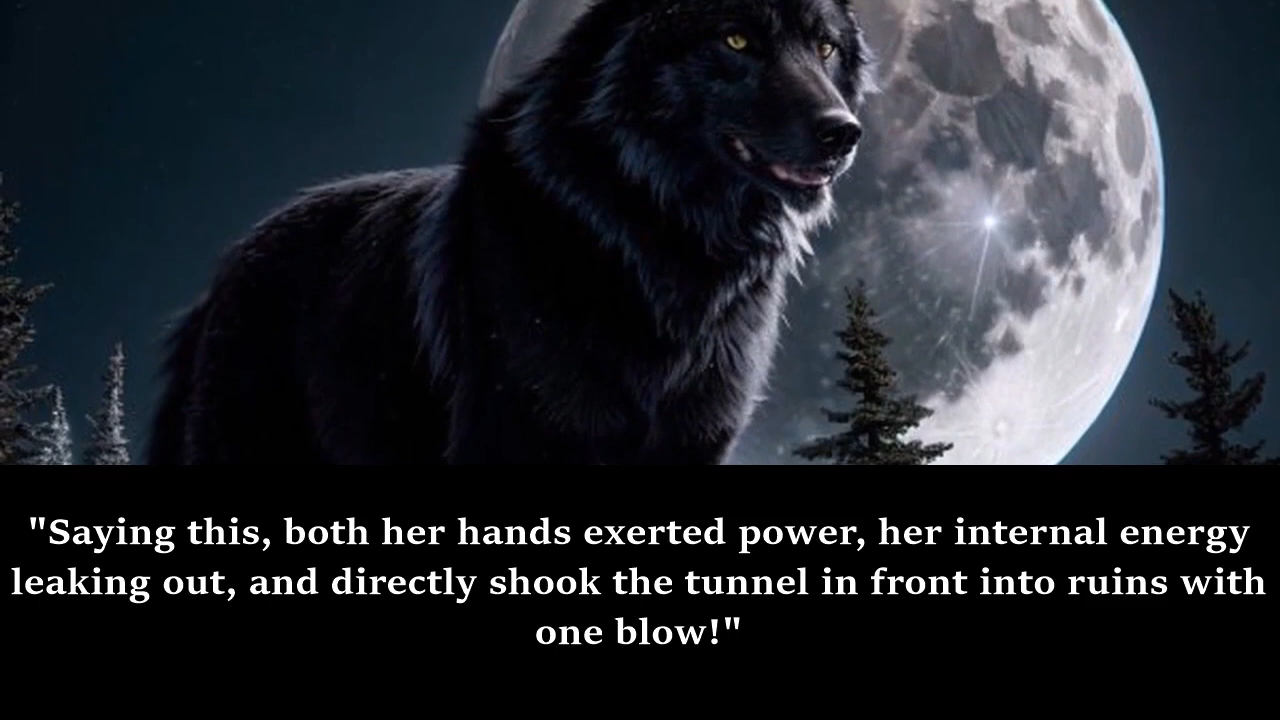 "Saying this, both her hands exerted power, her internal energy
leaking out, and directly shook the tunnel in front into ruins with
one blow!"